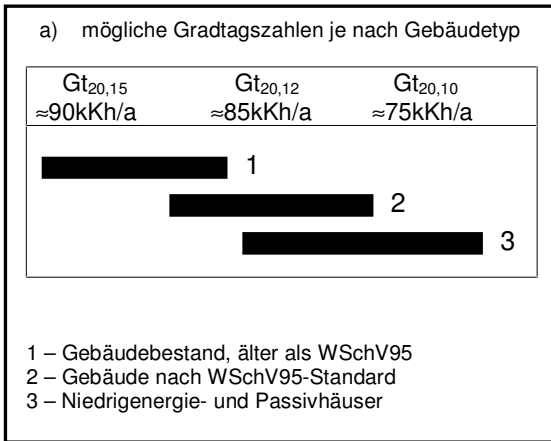 a) mögliche Gradtagszahlen je nach Gebäudetyp
Gt20,15 Gt20,12 Gt20,10
≈90kKh/a ≈85kKh/a ≈75kKh/a
1
2
3
1 – Gebäudebestand, älter als WSchV95
2 – Gebäude nach WSchV95-Standard
3 – Niedrigenergie- und Passivhäuser